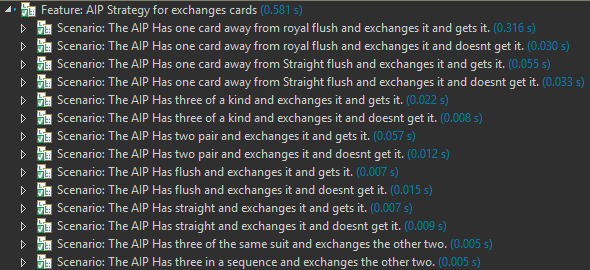 Feature: AIP Strategy for exchanges cards (0.581 s)
Scenario: The AIP Has one card away from royal flush and exchanges it and gets it. (0.316 s)
Scenario: The AIP Has one card away from royal flush and exchanges it and doesnt get it. (0.030 s)
Scenario: The AIP Has one card away from Straight flush and exchanges it and gets it. (0.055 s)
Scenario: The AIP Has one card away from Straight flush and exchanges it and doesnt get it. (0.033 s)
Scenario: The AIP Has three of a kind and exchanges it and gets it. (0.022 s)
Scenario: The AIP Has three of a kind and exchanges it and doesnt get it. (0.008 s)
Scenario: The AIP Has two pair and exchanges it and gets it. (0.057 s)
Scenario: The AIP Has two pair and exchanges it and doesnt get it. (0.012 s)
Scenario: The AIP Has flush and exchanges it and gets it. (0.007 s)
Scenario: The AIP Has flush and exchanges it and doesnt get it. (0.015 s)
Scenario: The AIP Has straight and exchanges it and gets it. (0.007 s)
Scenario: The AIP Has straight and exchanges it and doesnt get it. (0.009 s)
Scenario: The AIP Has three of the same suit and exchanges the other two. (0.005 s)
Scenario: The AIP Has three in a sequence and exchanges the other two. (0.005 s)